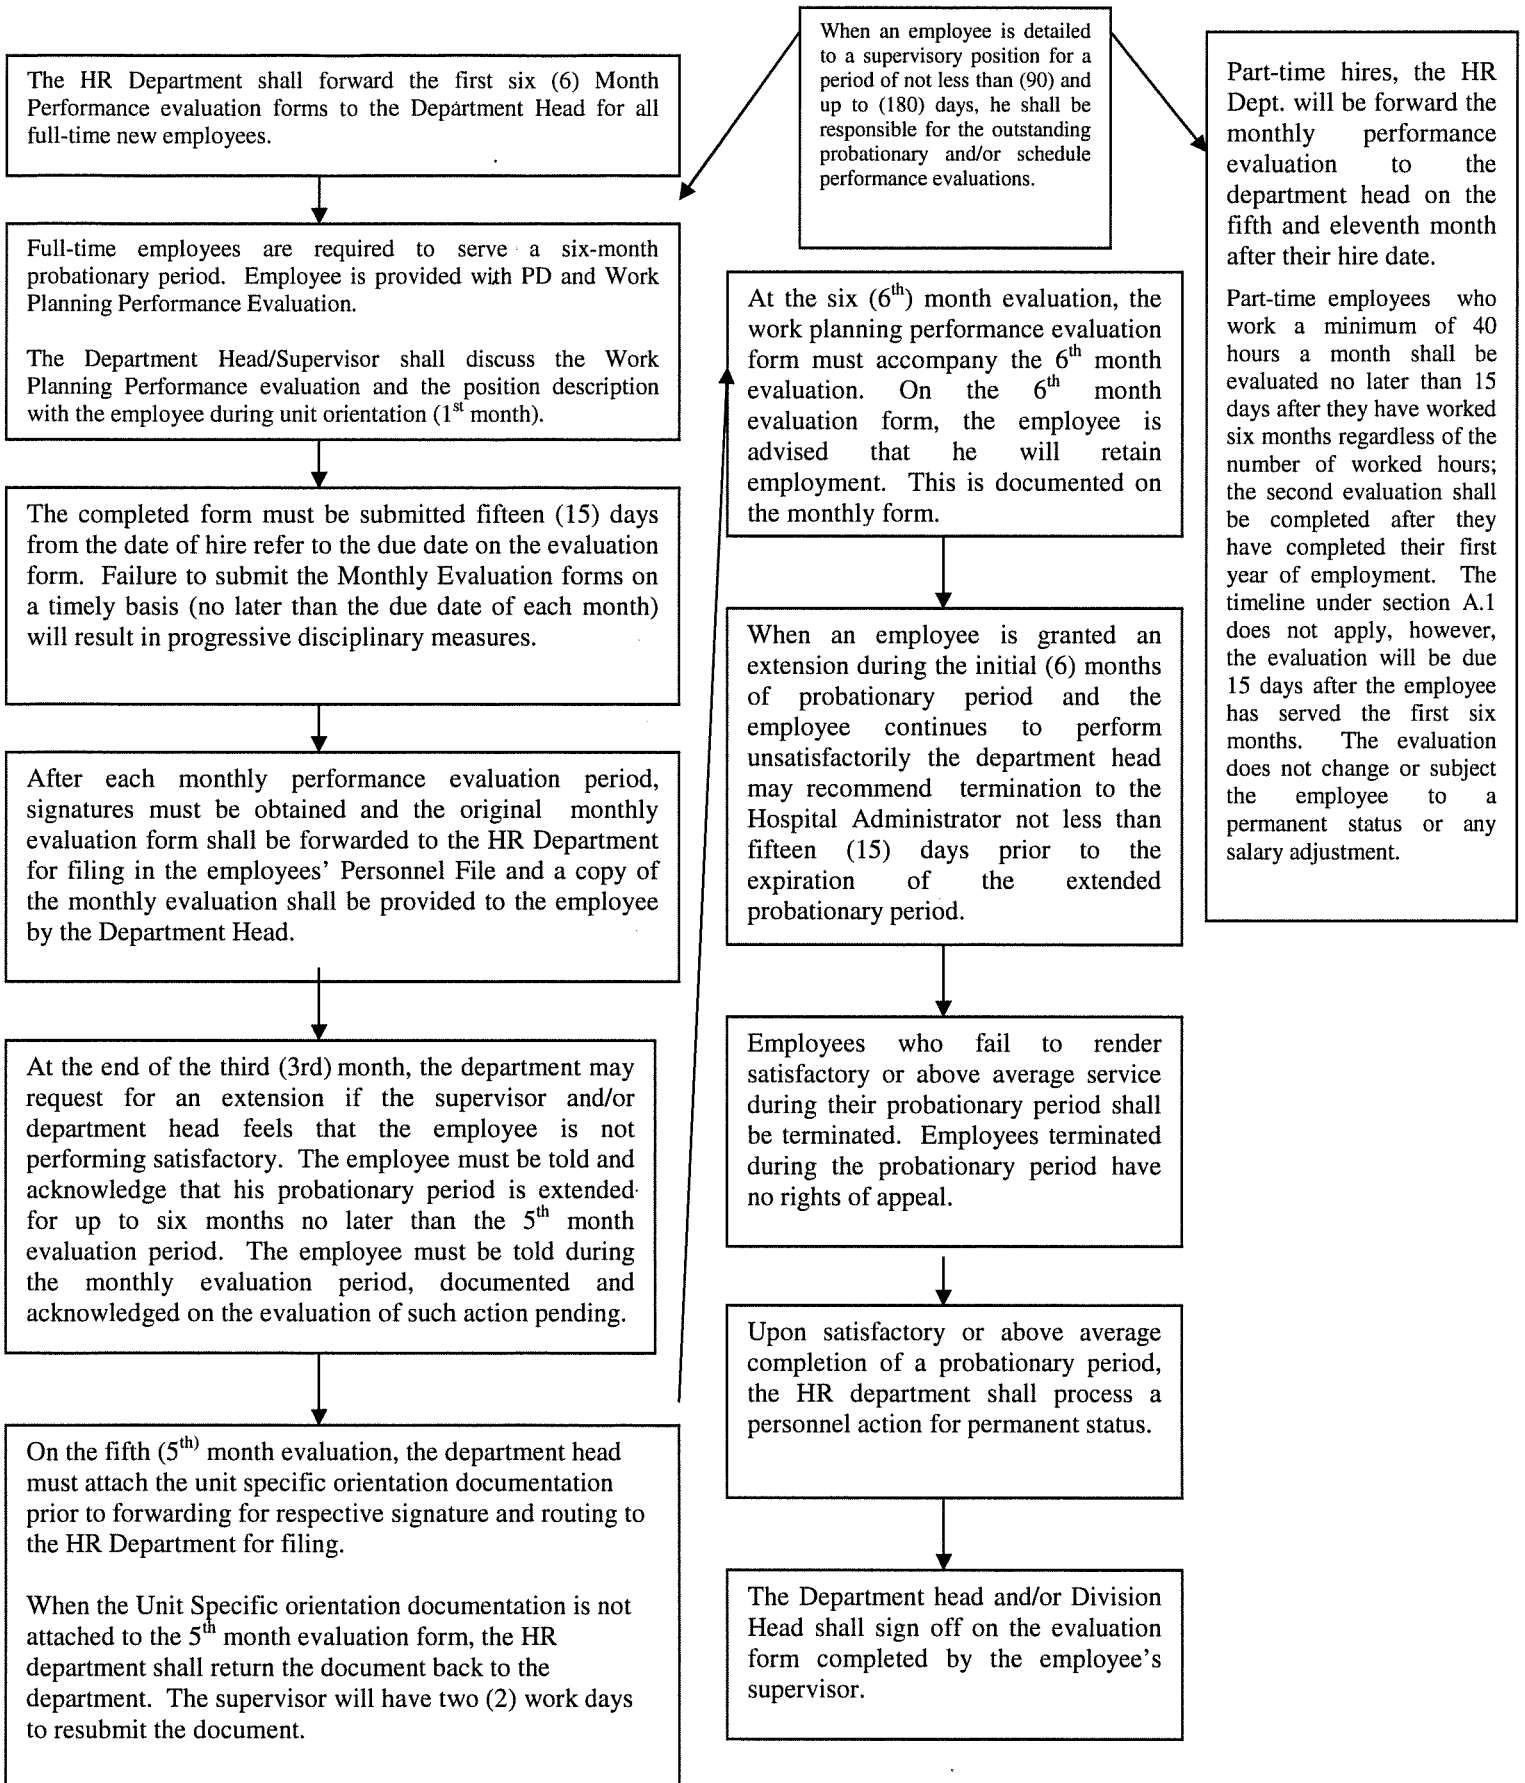 The HR Department shall forward the first six (6) Month
Performance evaluation forms to the Department Head for all
full-time new employees.
Full-time employees are required to serve a six-month
probationary period. Employee is provided with PD and Work
Planning Performance Evaluation.
The Department Head/Supervisor shall discuss the Work
Planning Performance evaluation and the position description
with the employee during unit orientation (1st month).
The completed form must be submitted fifteen (15) days
from the date of hire refer to the due date on the evaluation
form. Failure to submit the Monthly Evaluation forms on
a timely basis (no later than the due date of each month)
will result in progressive disciplinary measures.
After each monthly performance evaluation period,
signatures must be obtained and the original monthly
evaluation form shall be forwarded to the HR Department
for filing in the employees' Personnel File and a copy of
the monthly evaluation shall be provided to the employee
by the Department Head.
At the end of the third (3rd) month, the department may
request for an extension if the supervisor and/or
department head feels that the employee is not
performing satisfactory. The employee must be told and
acknowledge that his probationary period is extended
for up to six months no later than the 5th month
evaluation period. The employee must be told during
the monthly evaluation period, documented and
acknowledged on the evaluation of such action pending.
On the fifth (5th) month evaluation, the department head
must attach the unit specific orientation documentation
prior to forwarding for respective signature and routing to
the HR Department for filing.
When the Unit Specific orientation documentation is not
attached to the 5th month evaluation form, the HR
department shall return the document back to the
department. The supervisor will have two (2) work days
to resubmit the document.
When an employee is detailed
to a supervisory position for a
period of not less than (90) and
up to (180) days, he shall be
responsible for the outstanding
probationary and/or schedule
performance evaluations.
At the six (6th) month evaluation, the
work planning performance evaluation
form must accompany the 6th month
evaluation. On the 6th month
evaluation form, the employee is
advised that he will retain
employment. This is documented on
the monthly form.
When an employee is granted an
extension during the initial (6) months
of probationary period and the
employee continues to perform
unsatisfactorily the department head
may recommend termination to the
Hospital Administrator not less than
fifteen (15) days prior to the
expiration of the extended
probationary period.
Employees who fail to render
satisfactory or above average service
during their probationary period shall
be terminated. Employees terminated
during the probationary period have
no rights of appeal.
Upon satisfactory or above average
completion of a probationary period,
the HR department shall process a
personnel action for permanent status.
The Department head and/or Division
Head shall sign off on the evaluation
form completed by the employee's
supervisor.
Part-time hires, the HR
Dept. will be forward the
monthly performance
evaluation to the
department head on the
fifth and eleventh month
after their hire date.
Part-time employees who
work a minimum of 40
hours a month shall be
evaluated no later than 15
days after they have worked
six months regardless of the
number of worked hours;
the second evaluation shall
be completed after they
have completed their first
year of employment. The
timeline under section A.1
does not apply, however,
the evaluation will be due
15 days after the employee
has served the first six
months. The evaluation
does not change or subject
the employee to a
permanent status or any
salary adjustment.